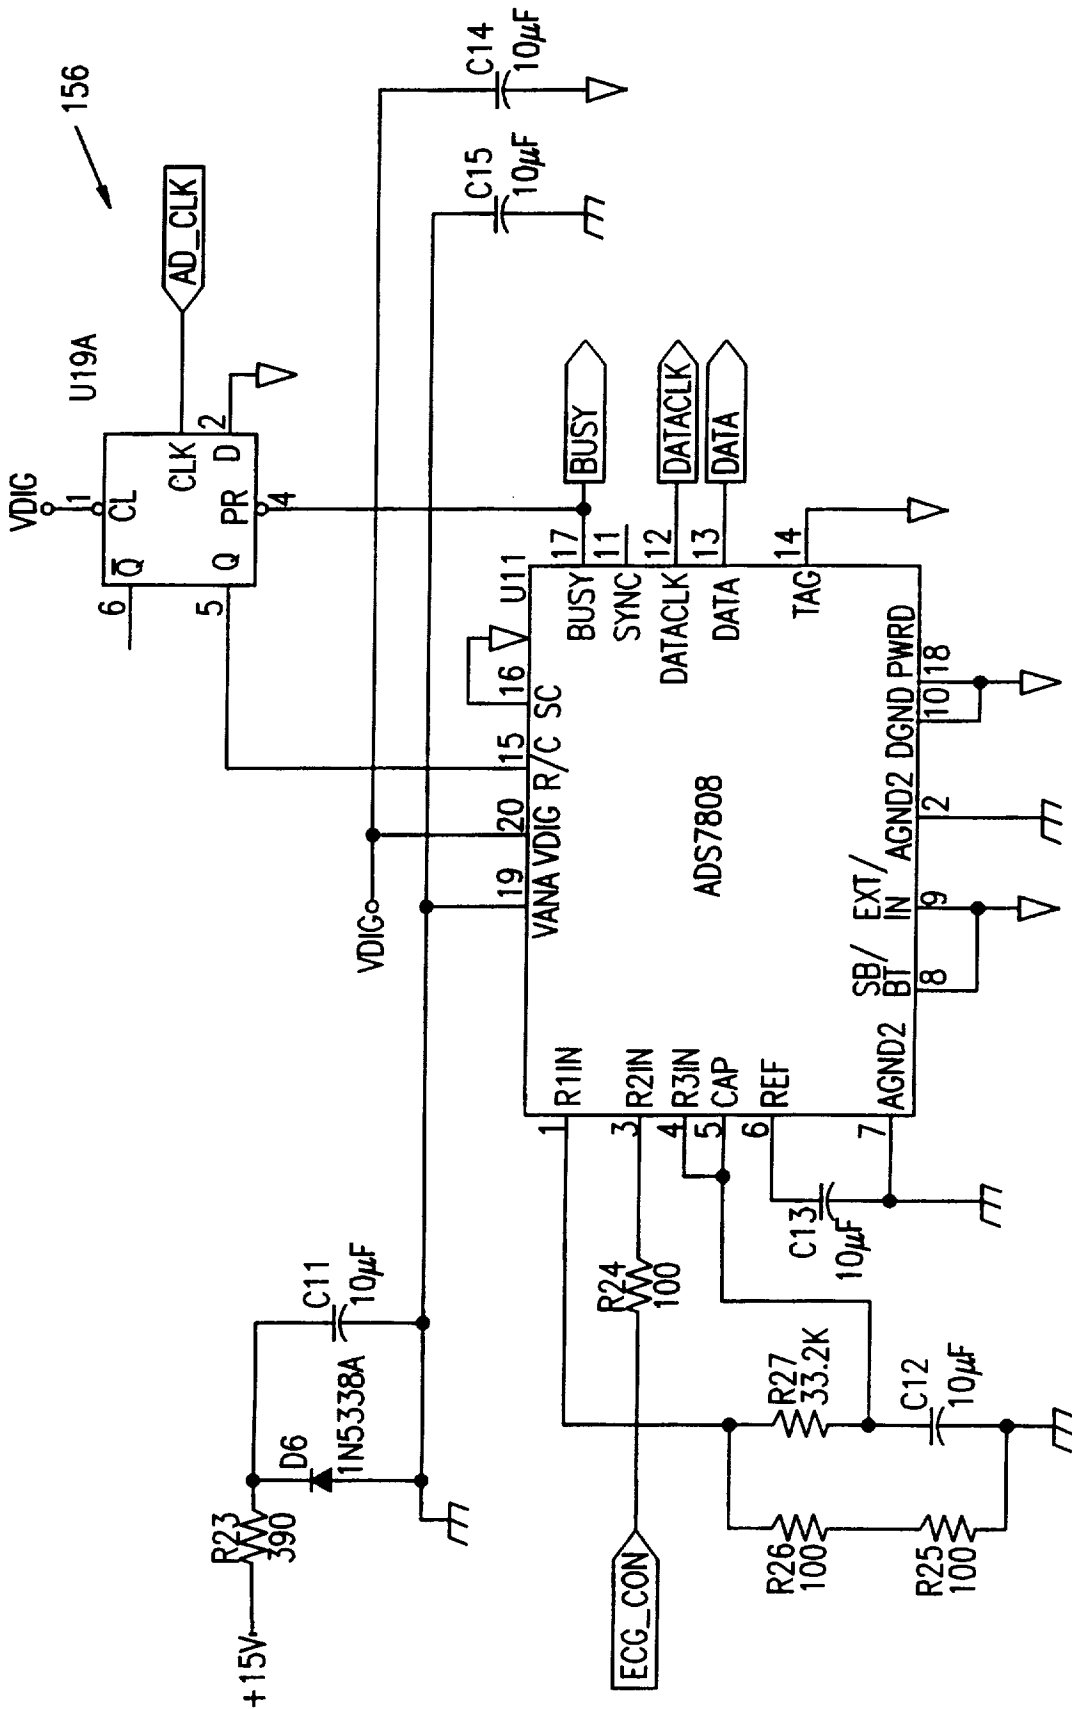 156
VDIG
U19A
AD_CLK
1
CL
CLK
2
D
Q
6
Q
5
PR
4
C14
10µF
C15
10µF
+15V
R23
390
D6
1N5338A
C11
10µF
VDIG
U11
19
20
15
16
VANA
VDIG
R/C
SC
17
BUSY
BUSY
11
SYNC
12
DATACLK
DATACLK
13
DATA
DATA
14
TAG
ADS7808
1
R1IN
3
R2IN
4
R3IN
5
CAP
6
REF
7
AGND2
SB/
BT
8
EXT/
IN
9
AGND2
2
DGND
10
PWRD
18
ECG_CON
R24
100
C13
10µF
R27
33.2K
C12
10µF
R26
100
R25
100